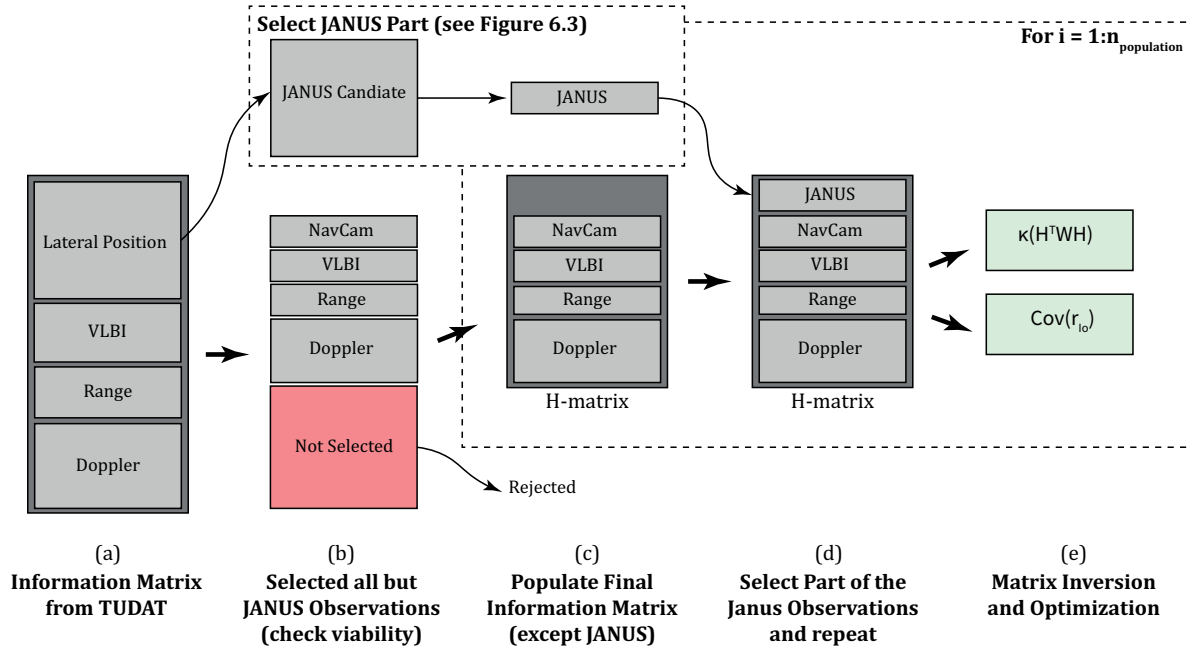 Select JANUS Part (see Figure 6.3)
For i = 1:n_population
JANUS Candiate
JANUS
Lateral Position
VLBI
Range
Doppler
NavCam
VLBI
Range
Doppler
Not Selected
Rejected
NavCam
VLBI
Range
Doppler
H-matrix
JANUS
NavCam
VLBI
Range
Doppler
H-matrix
κ(HᵀWH)
Cov(r_Io)
(a)
Information Matrix
from TUDAT
(b)
Selected all but
JANUS Observations
(check viability)
(c)
Populate Final
Information Matrix
(except JANUS)
(d)
Select Part of the
Janus Observations
and repeat
(e)
Matrix Inversion
and Optimization